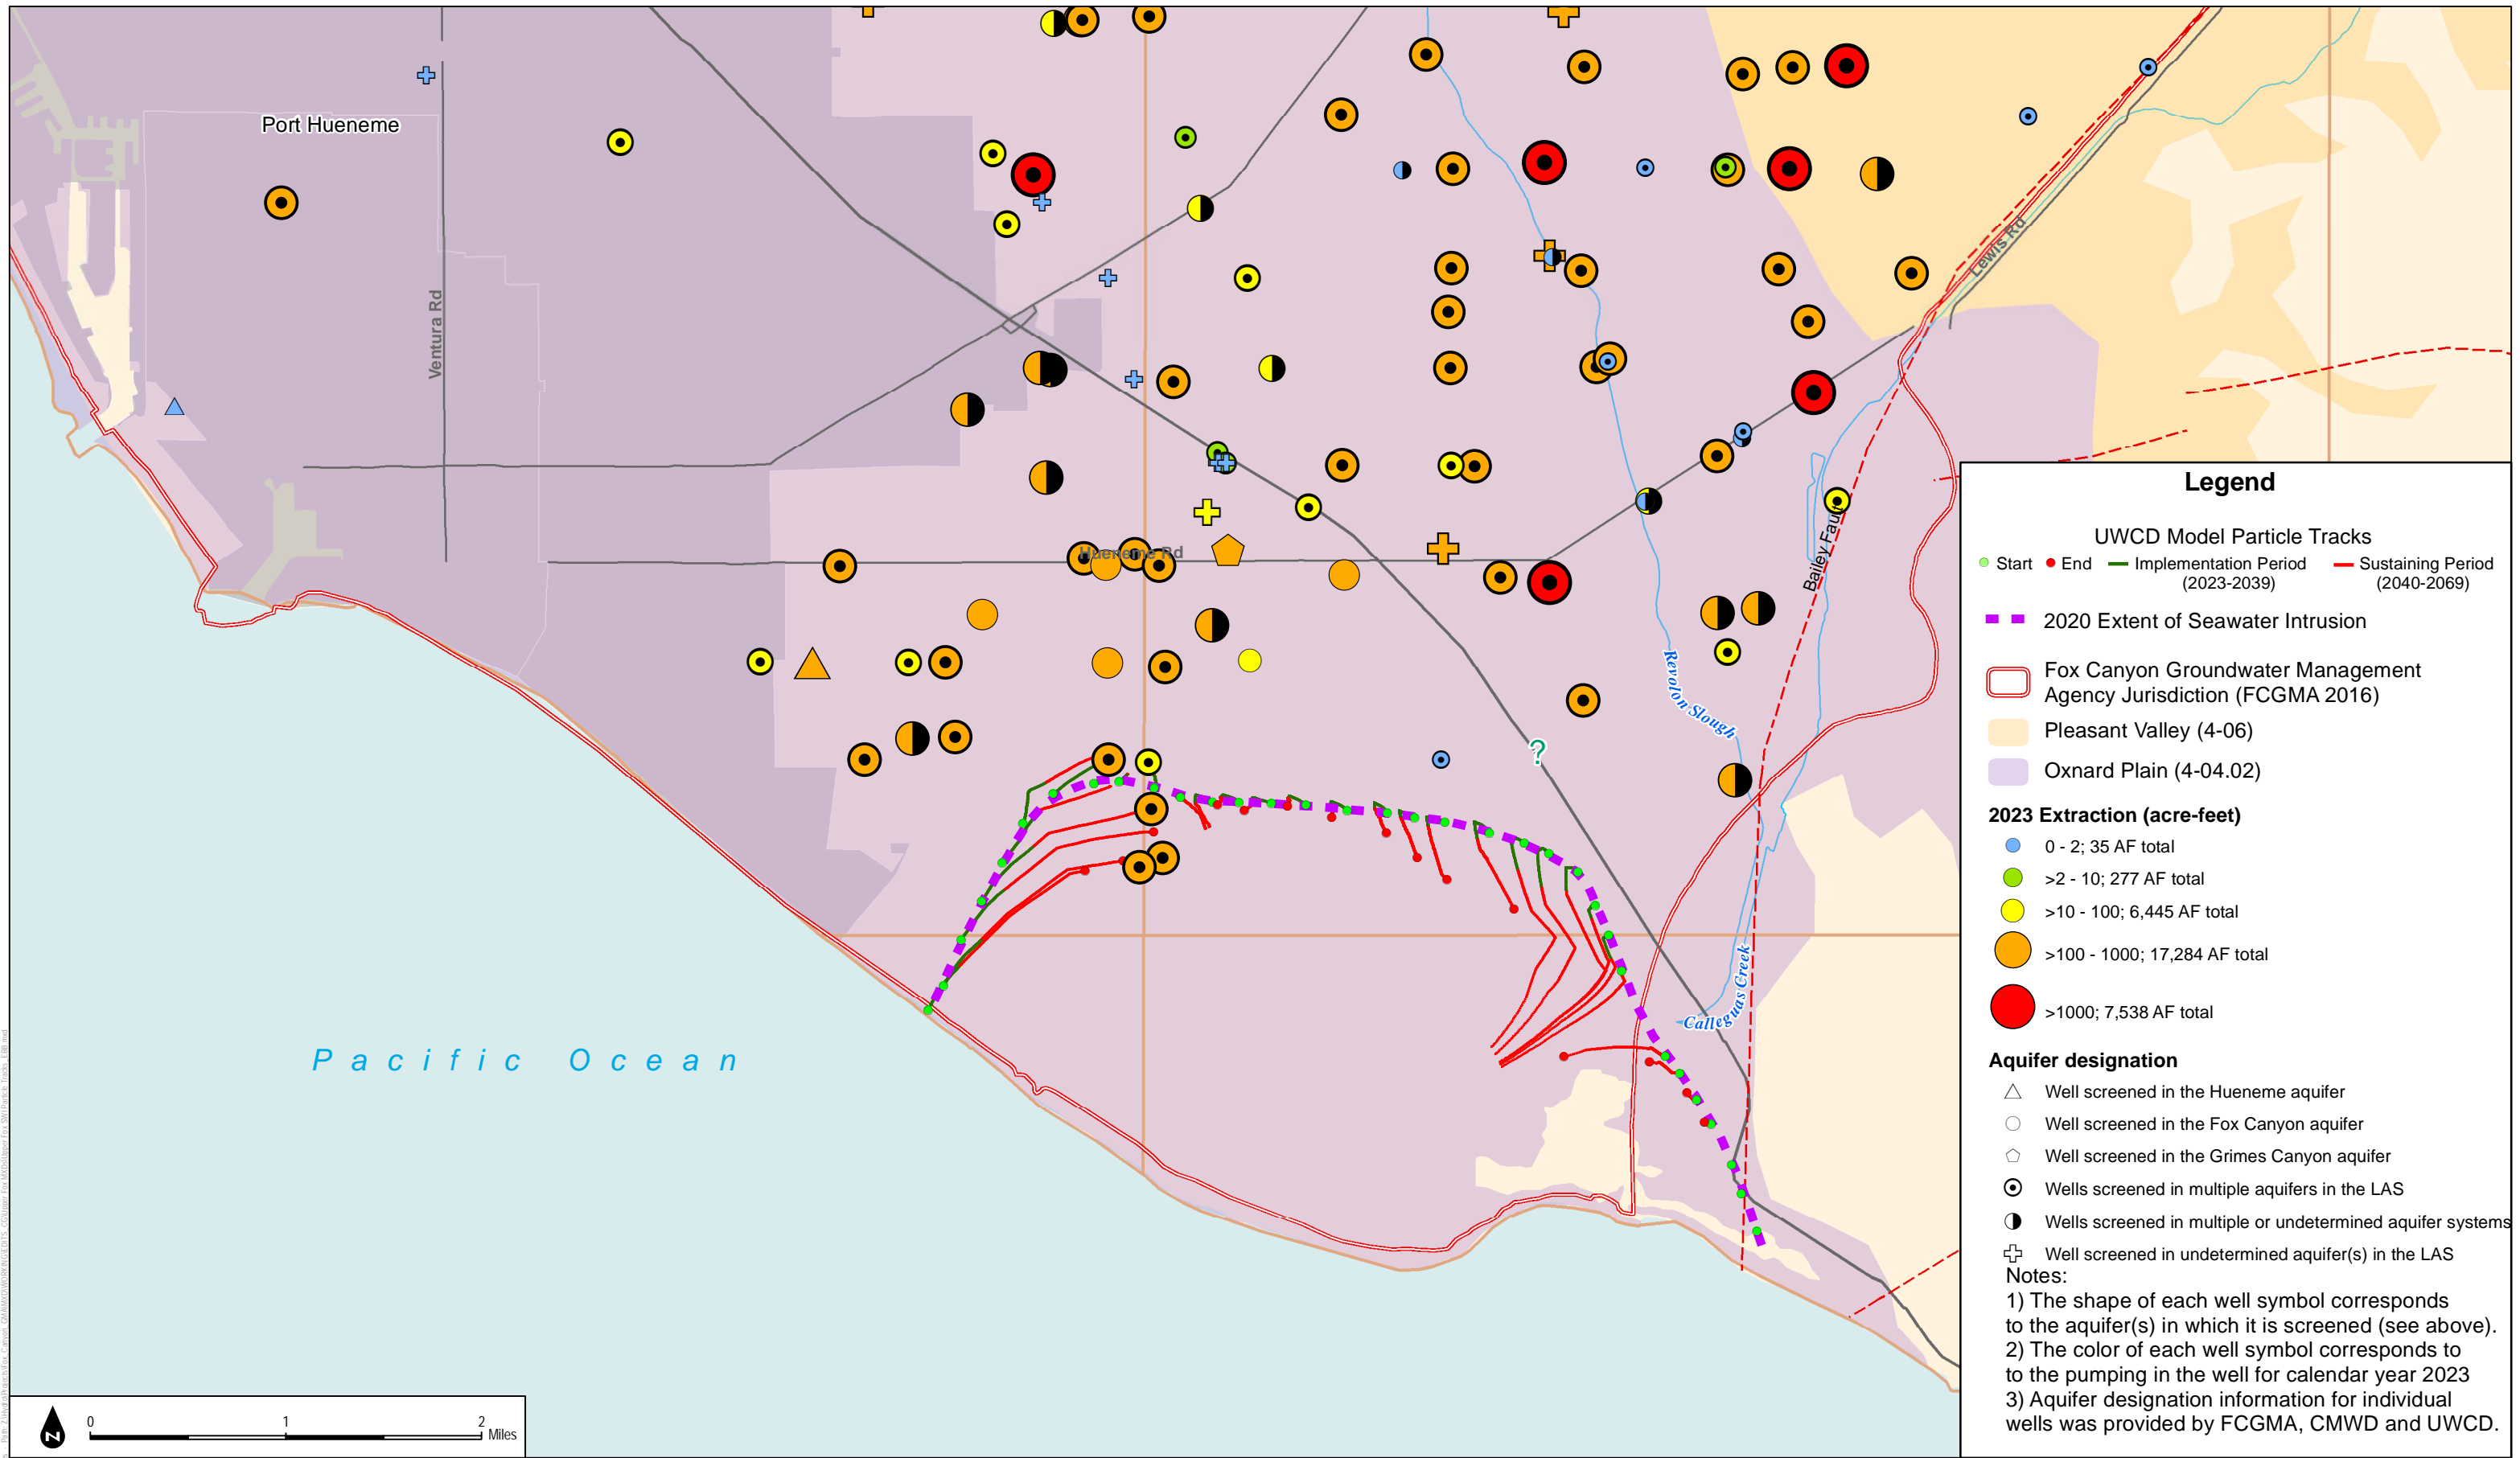 Port Hueneme
Ventura Rd
Lewis Rd
Hueneme Rd
Bailey Fault
Revolon Slough
?
Calleguas Creek
Pacific Ocean
Legend
UWCD Model Particle Tracks
Start End Implementation Period Sustaining Period
(2023-2039) (2040-2069)
2020 Extent of Seawater Intrusion
Fox Canyon Groundwater Management
Agency Jurisdiction (FCGMA 2016)
Pleasant Valley (4-06)
Oxnard Plain (4-04.02)
2023 Extraction (acre-feet)
0 - 2; 35 AF total
>2 - 10; 277 AF total
>10 - 100; 6,445 AF total
>100 - 1000; 17,284 AF total
>1000; 7,538 AF total
Aquifer designation
Well screened in the Hueneme aquifer
Well screened in the Fox Canyon aquifer
Well screened in the Grimes Canyon aquifer
Wells screened in multiple aquifers in the LAS
Wells screened in multiple or undetermined aquifer systems
Well screened in undetermined aquifer(s) in the LAS
Notes:
1) The shape of each well symbol corresponds
to the aquifer(s) in which it is screened (see above).
2) The color of each well symbol corresponds to
to the pumping in the well for calendar year 2023
3) Aquifer designation information for individual
wells was provided by FCGMA, CMWD and UWCD.
N
0 1 2
Miles